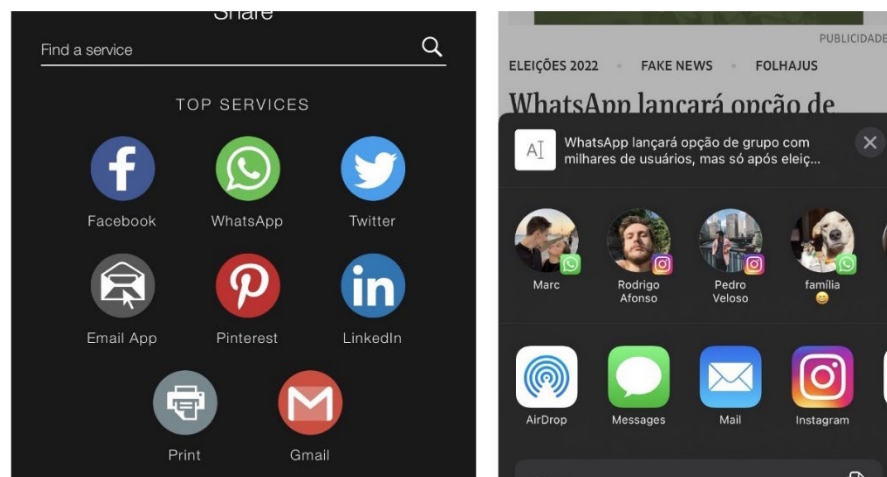 Share
Find a service
TOP SERVICES
Facebook
WhatsApp
Twitter
Email App
Pinterest
LinkedIn
Print
Gmail
PUBLICIDADE
ELEIÇÕES 2022 • FAKE NEWS • FOLHAJUS
WhatsApp lançará opção de
WhatsApp lançará opção de grupo com
milhares de usuários, mas só após eleiç...
Marc
Rodrigo
Afonso
Pedro
Veloso
família
😄
AirDrop
Messages
Mail
Instagram